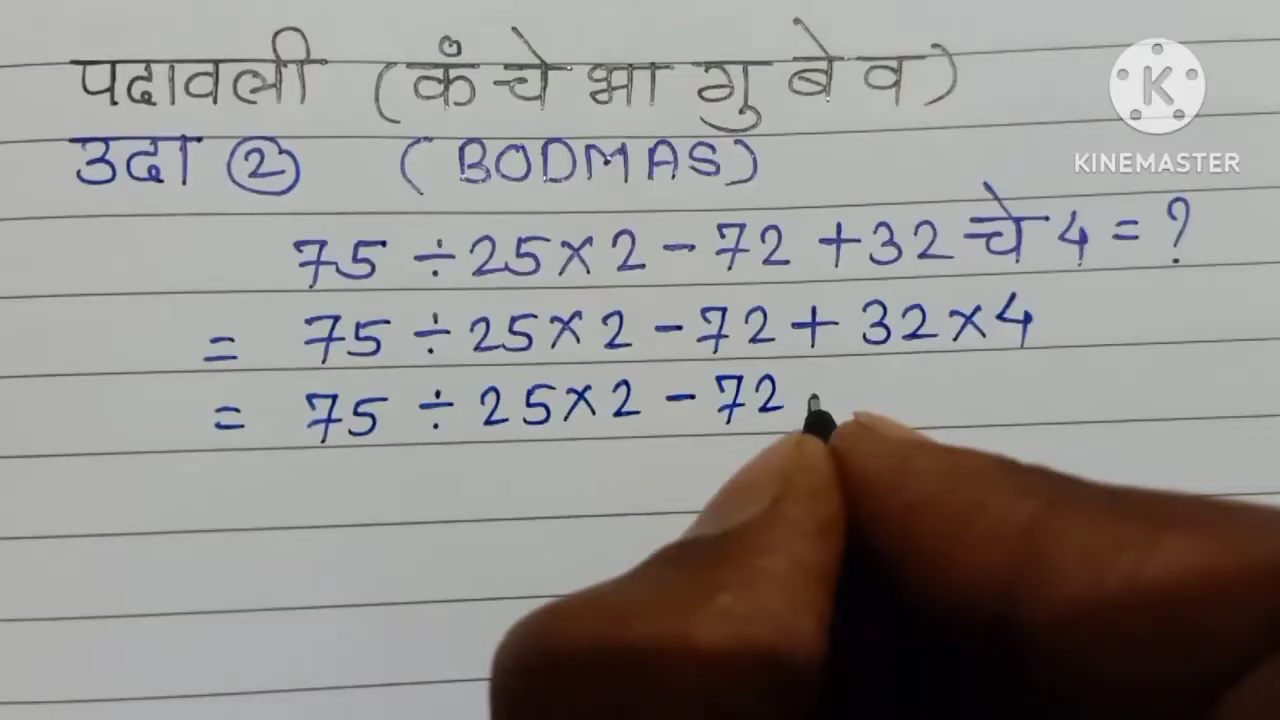 पदावली (कंचे भागु बे व)
उदा ② (BODMAS)
75 ÷ 25 × 2 - 72 + 32 चे 4 = ?
= 75 ÷ 25 × 2 - 72 + 32 × 4
= 75 ÷ 25 × 2 - 72
K
KINEMASTER